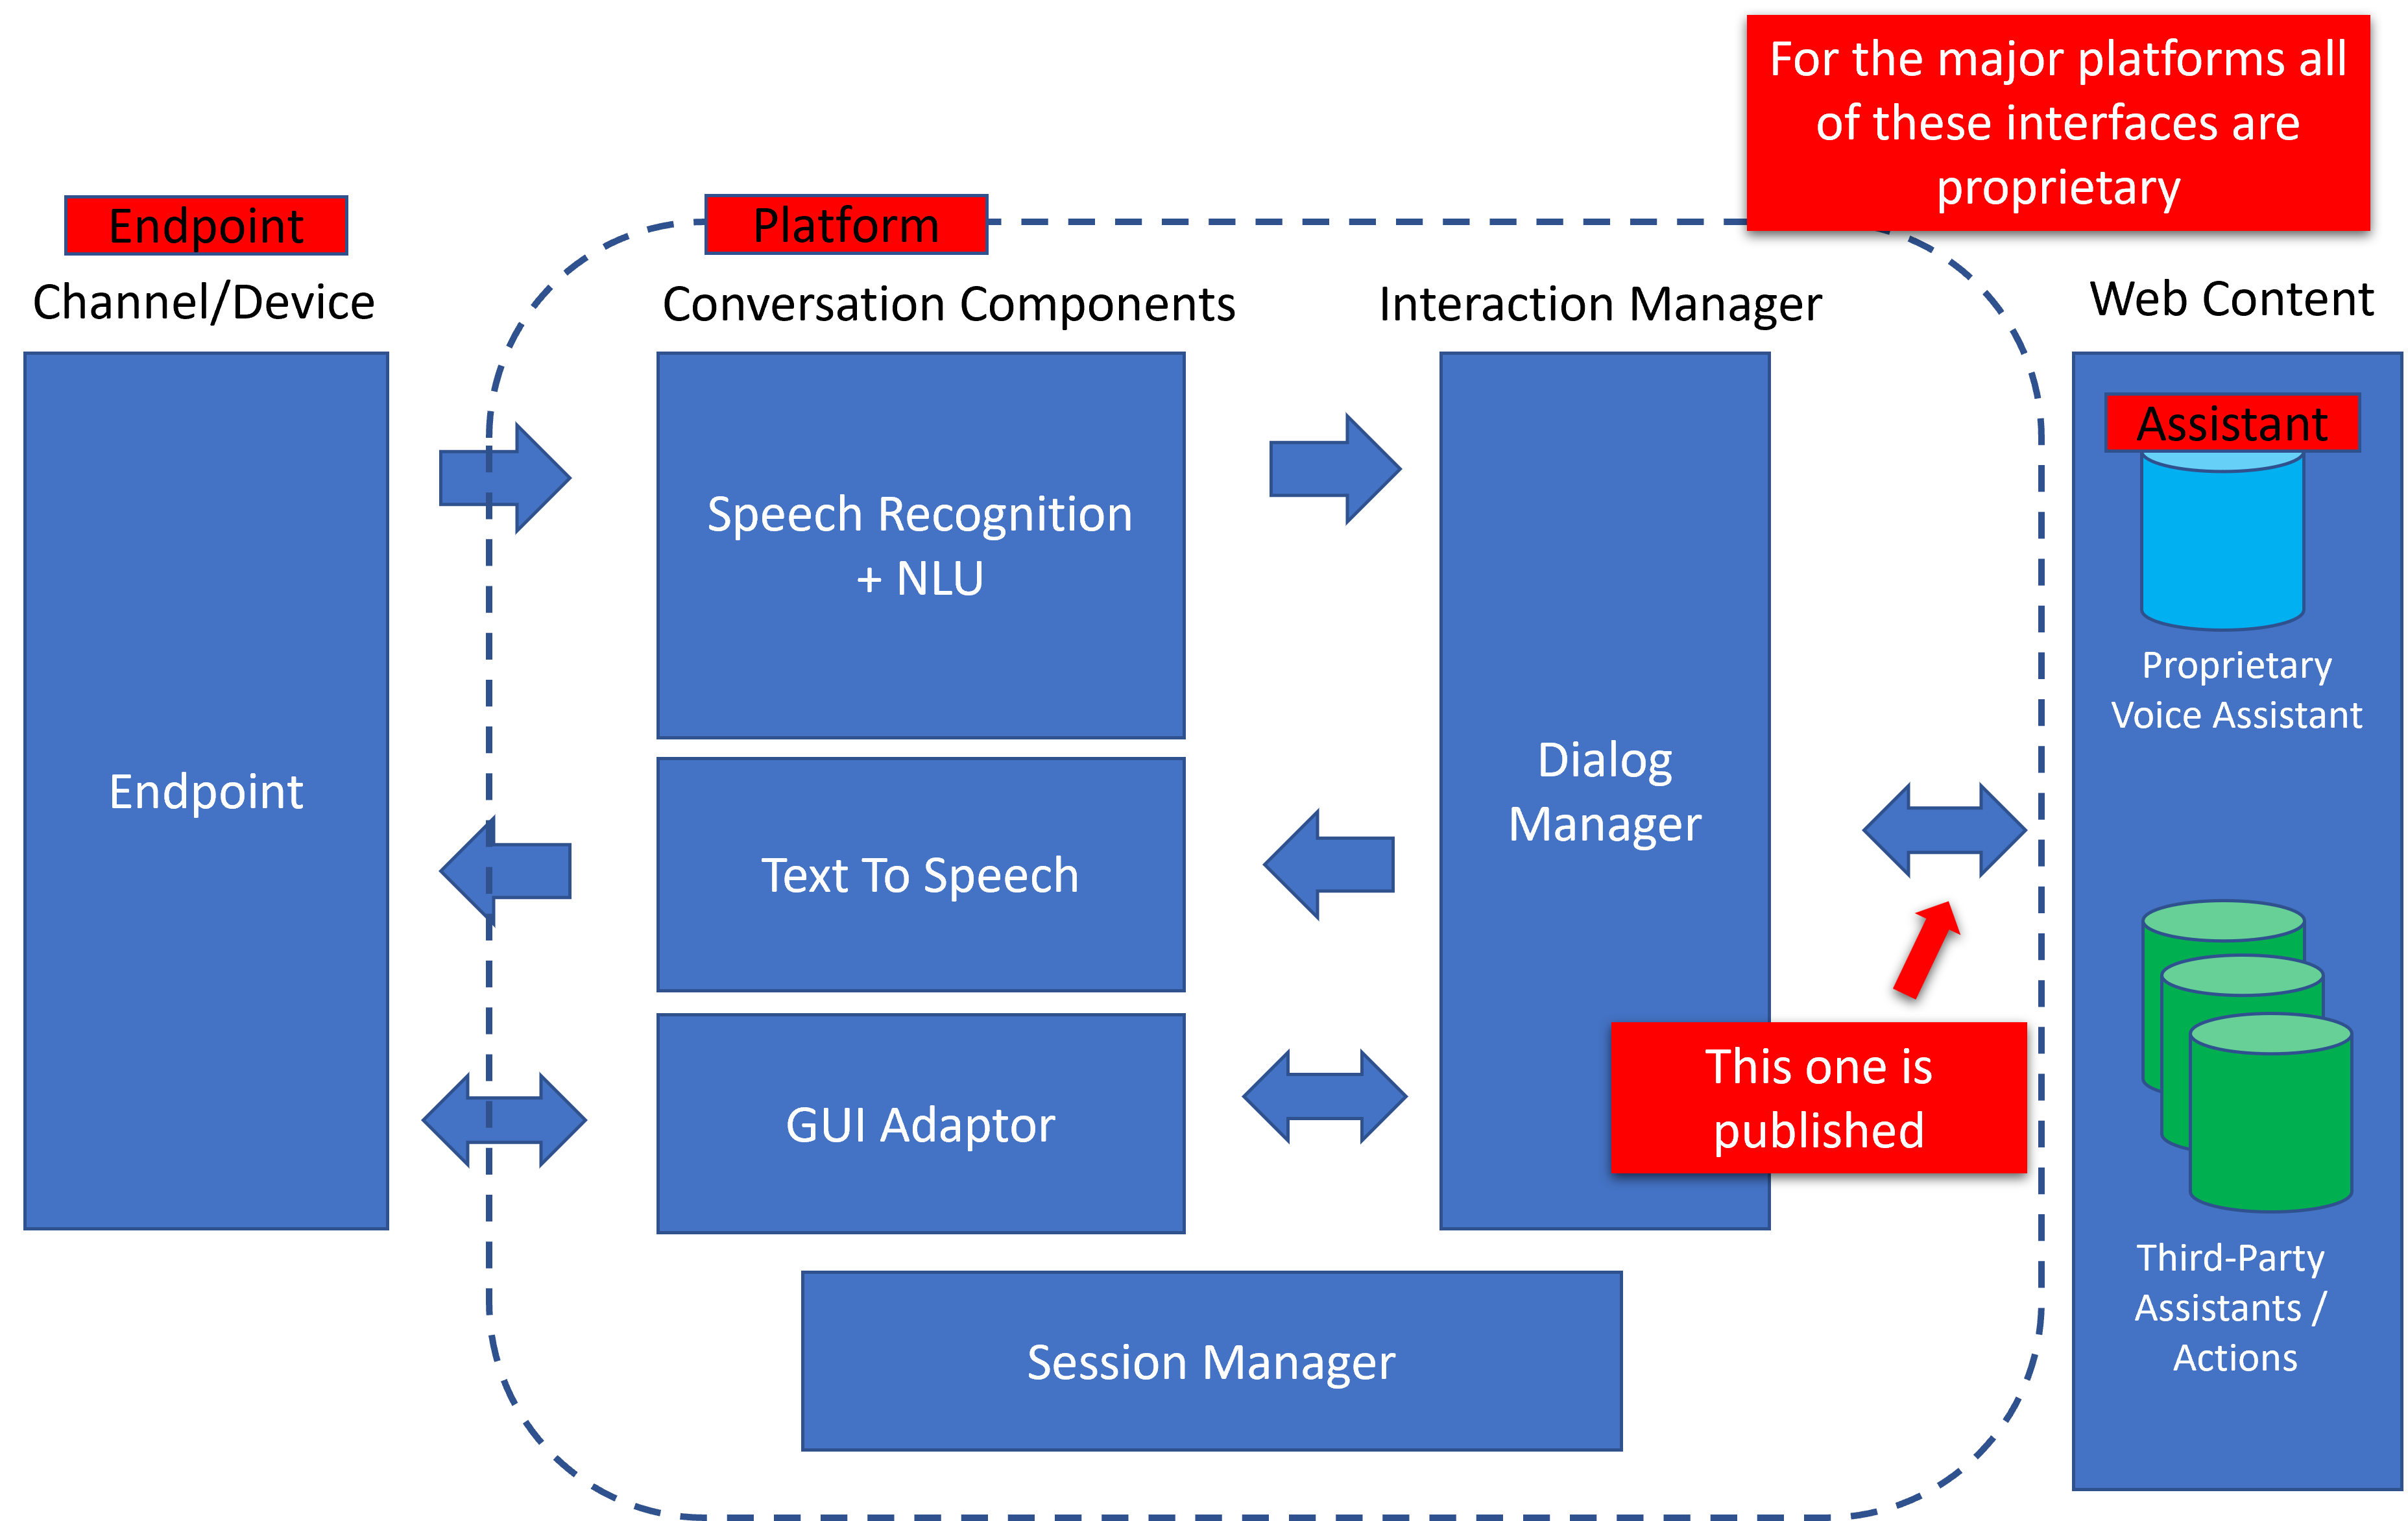 For the major platforms all
of these interfaces are
proprietary
Endpoint
Platform
Channel/Device
Conversation Components
Interaction Manager
Web Content
Endpoint
Speech Recognition
+ NLU
Text To Speech
GUI Adaptor
Dialog
Manager
This one is
published
Session Manager
Assistant
Proprietary
Voice Assistant
Third-Party
Assistants /
Actions